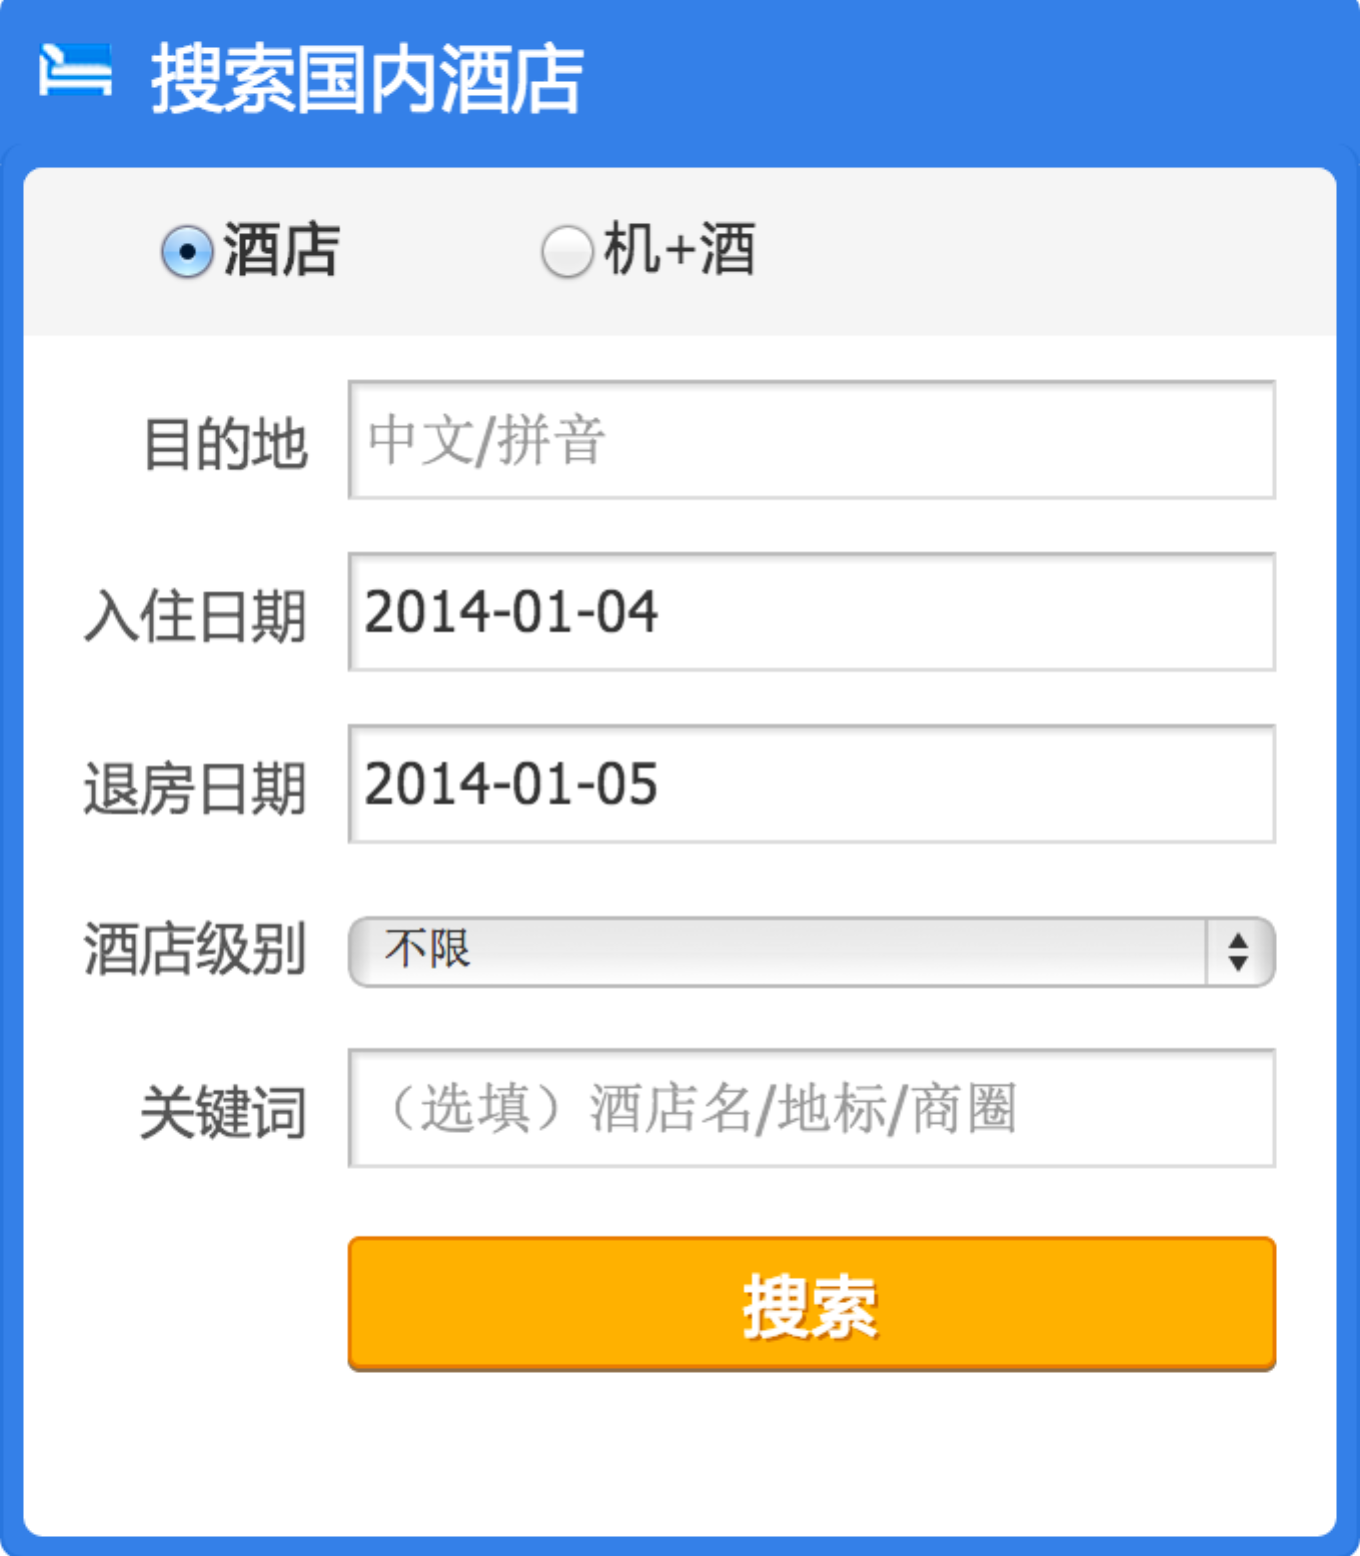 搜索国内酒店
酒店 机+酒
目的地 中文/拼音
入住日期 2014-01-04
退房日期 2014-01-05
酒店级别 不限
关键词 （选填）酒店名/地标/商圈
搜索